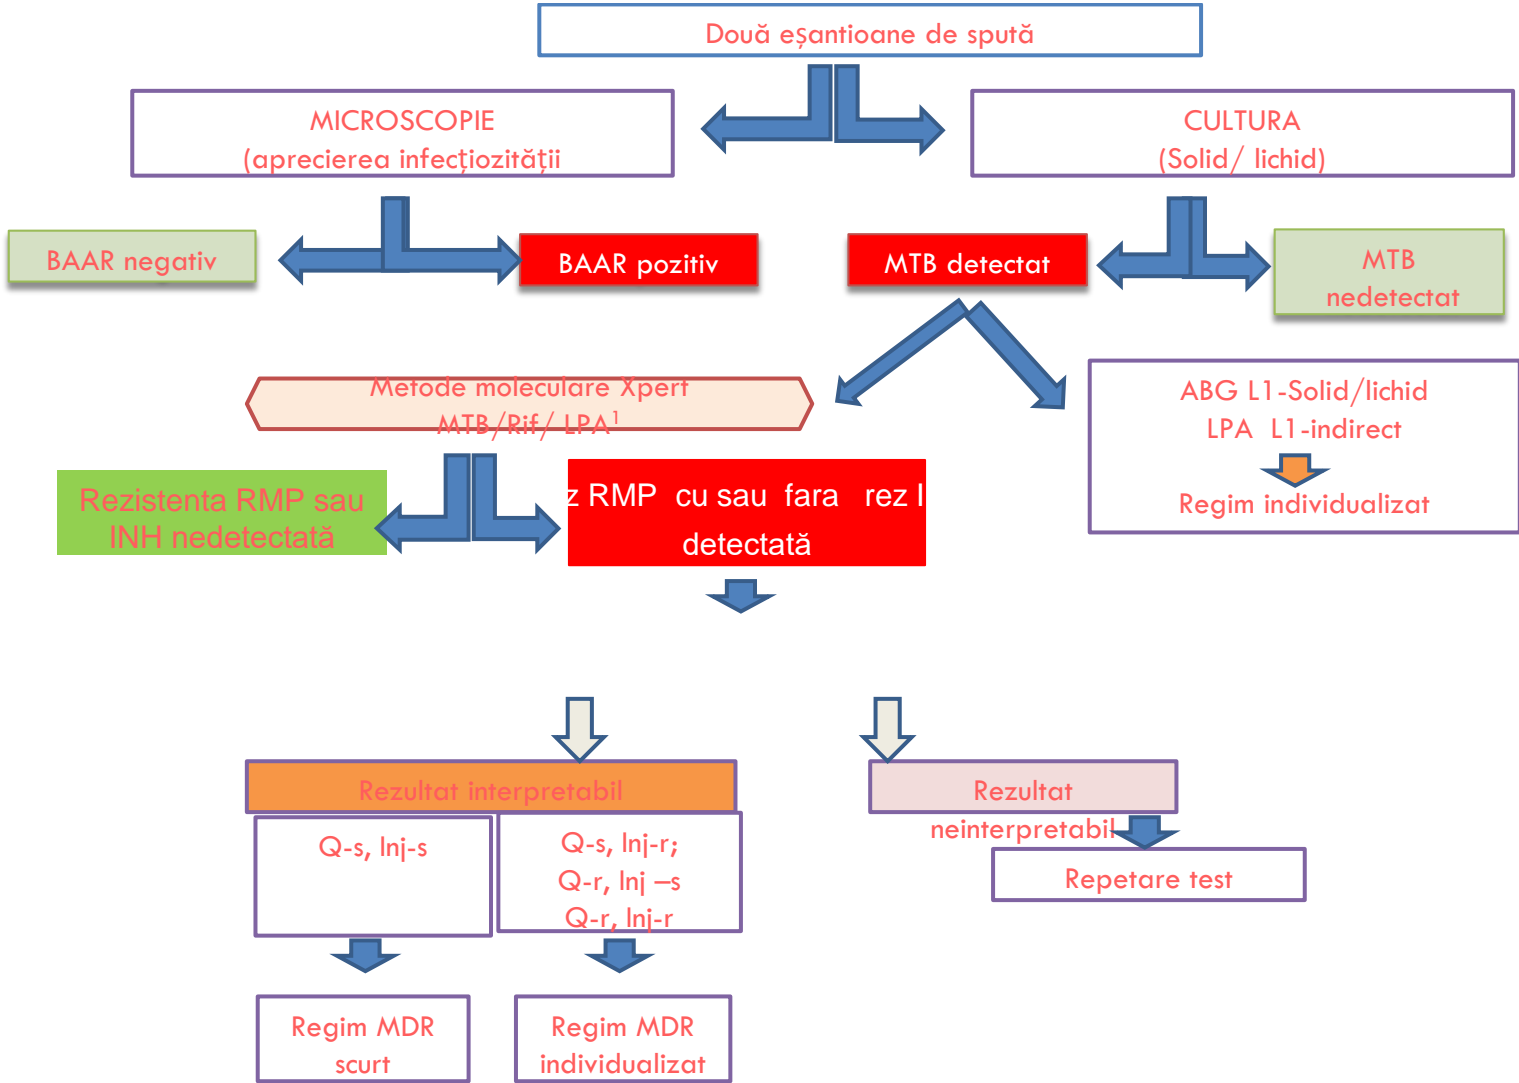 Două eșantioane de spută
MICROSCOPIE
(aprecierea infecțiozității
CULTURA
(Solid/ lichid)
BAAR negativ
BAAR pozitiv
MTB detectat
MTB
nedetectat
Metode moleculare Xpert
MTB/Rif/ LPA¹
ABG L1-Solid/lichid
LPA L1-indirect
Regim individualizat
Rezistenta RMP sau
INH nedetectată
z RMP cu sau fara rez I
detectată
Rezultat interpretabil
Rezultat
neinterpretabil
Q-s, Inj-s
Q-s, Inj-r;
Q-r, Inj –s
Q-r, Inj-r
Repetare test
Regim MDR
scurt
Regim MDR
individualizat